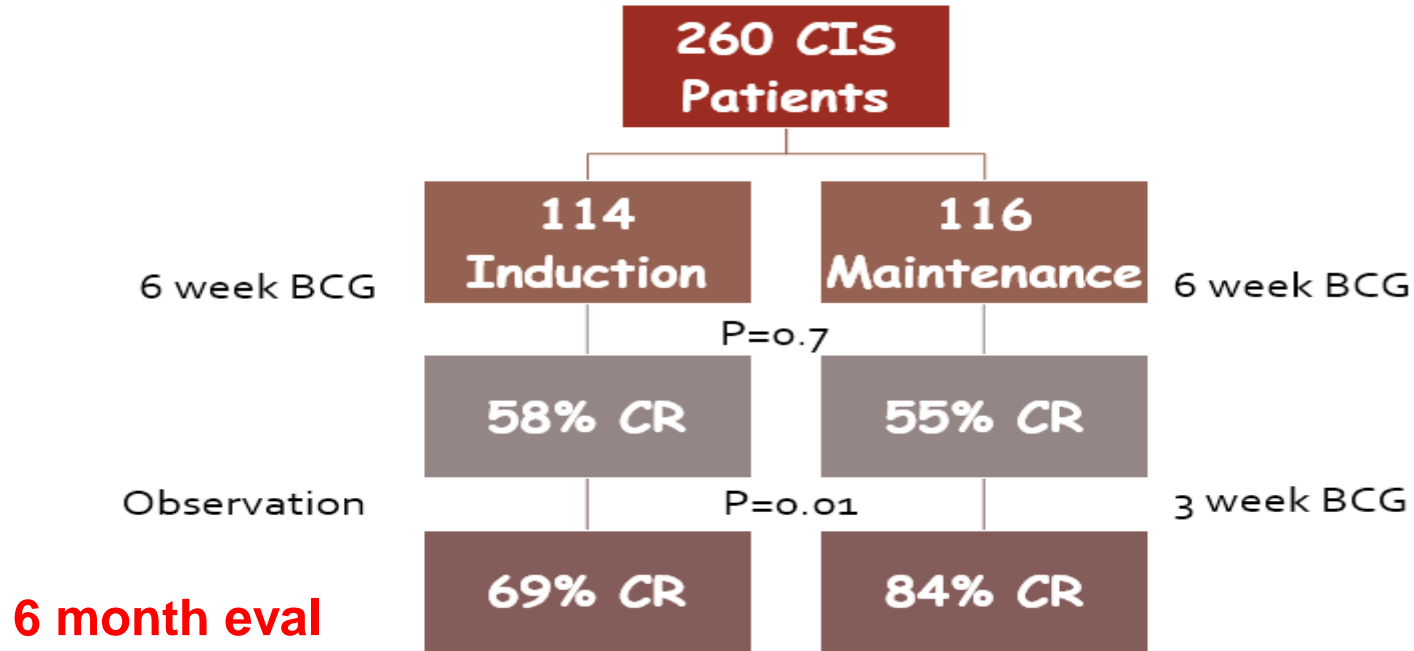 260 CIS
Patients
114
Induction
116
Maintenance
6 week BCG
6 week BCG
P=0.7
58% CR
55% CR
Observation
P=0.01
3 week BCG
69% CR
84% CR
6 month eval